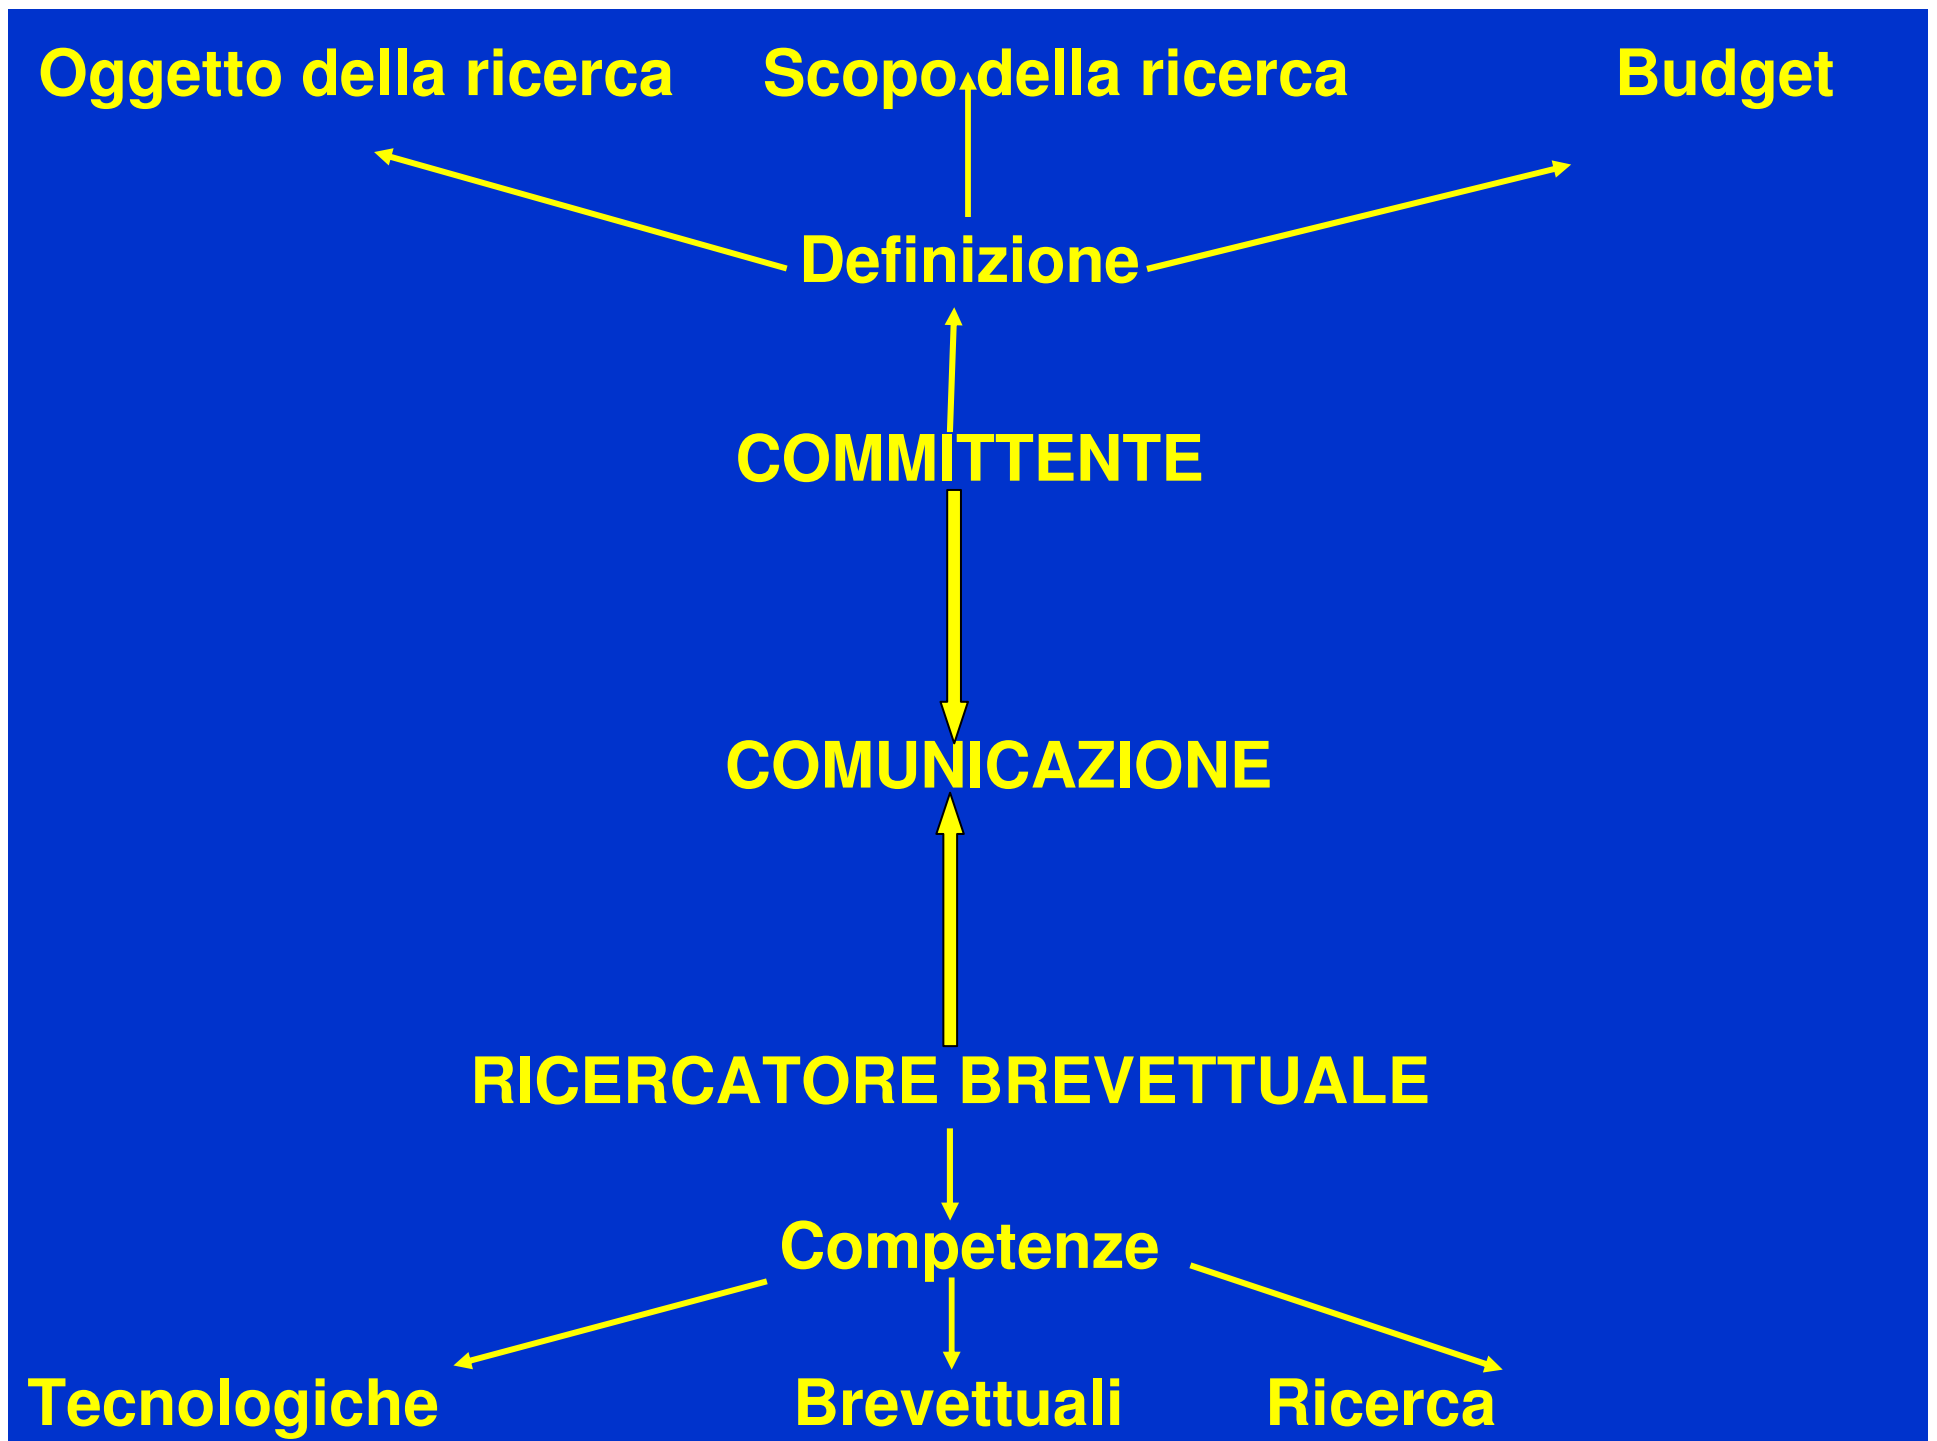 Oggetto della ricerca Scopo della ricerca Budget
Definizione
COMMITTENTE
COMUNICAZIONE
RICERCATORE BREVETTUALE
Competenze
Tecnologiche Brevettuali Ricerca